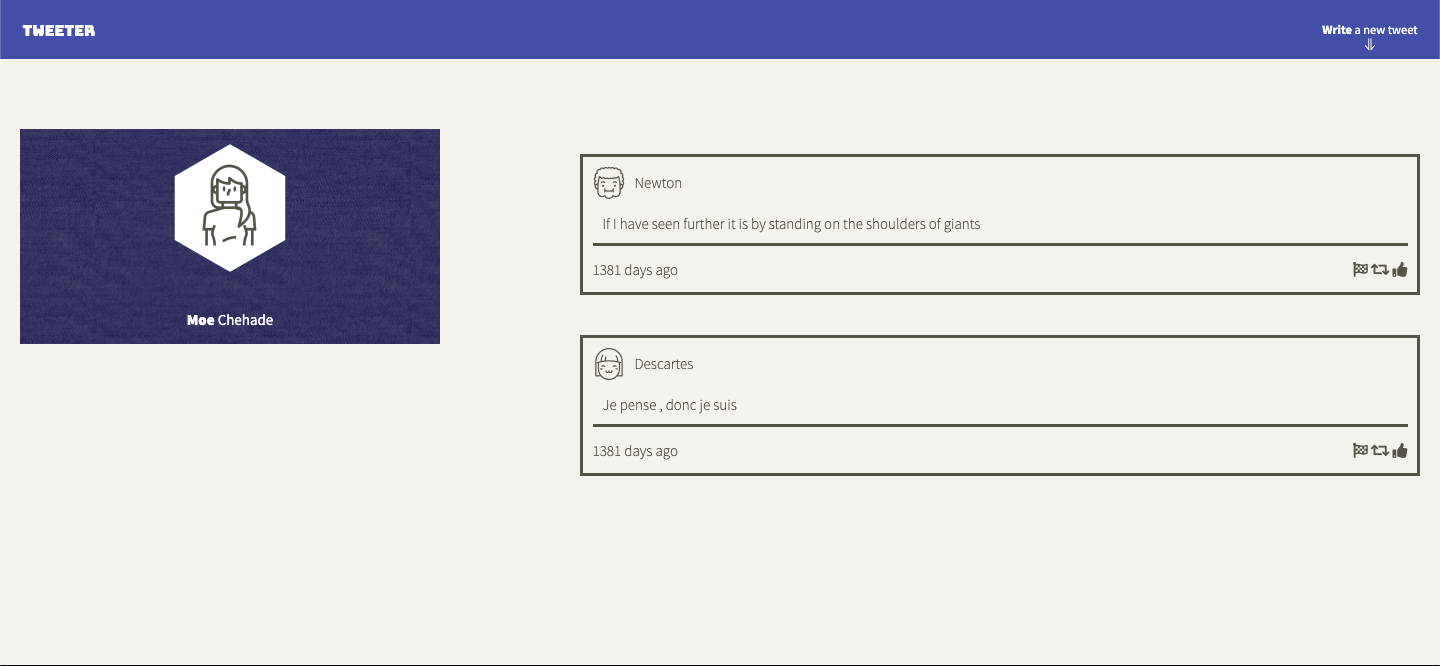 TWEETER
Write a new tweet
Moe Chehade
Newton
If I have seen further it is by standing on the shoulders of giants
1381 days ago
Descartes
Je pense , donc je suis
1381 days ago